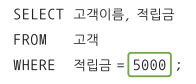 SELECT 고객이름, 적립금
FROM 고객
WHERE 적립금 = 5000 ;